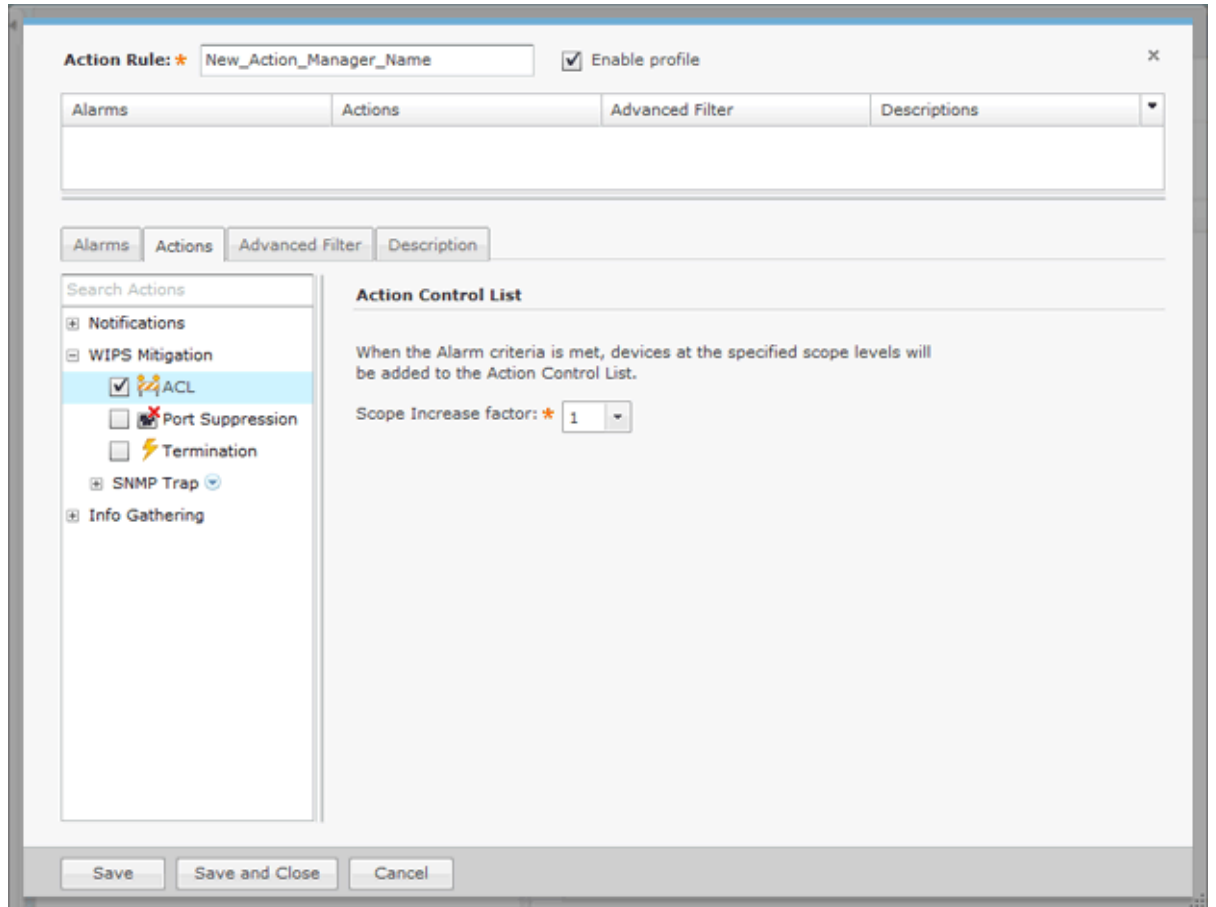 Action Rule: * New_Action_Manager_Name Enable profile
Alarms Actions Advanced Filter Descriptions
Alarms Actions Advanced Filter Description
Search Actions
Action Control List
Notifications
WIPS Mitigation
When the Alarm criteria is met, devices at the specified scope levels will
be added to the Action Control List.
ACL
Port Suppression
Scope Increase factor: * 1
Termination
SNMP Trap
Info Gathering
Save Save and Close Cancel